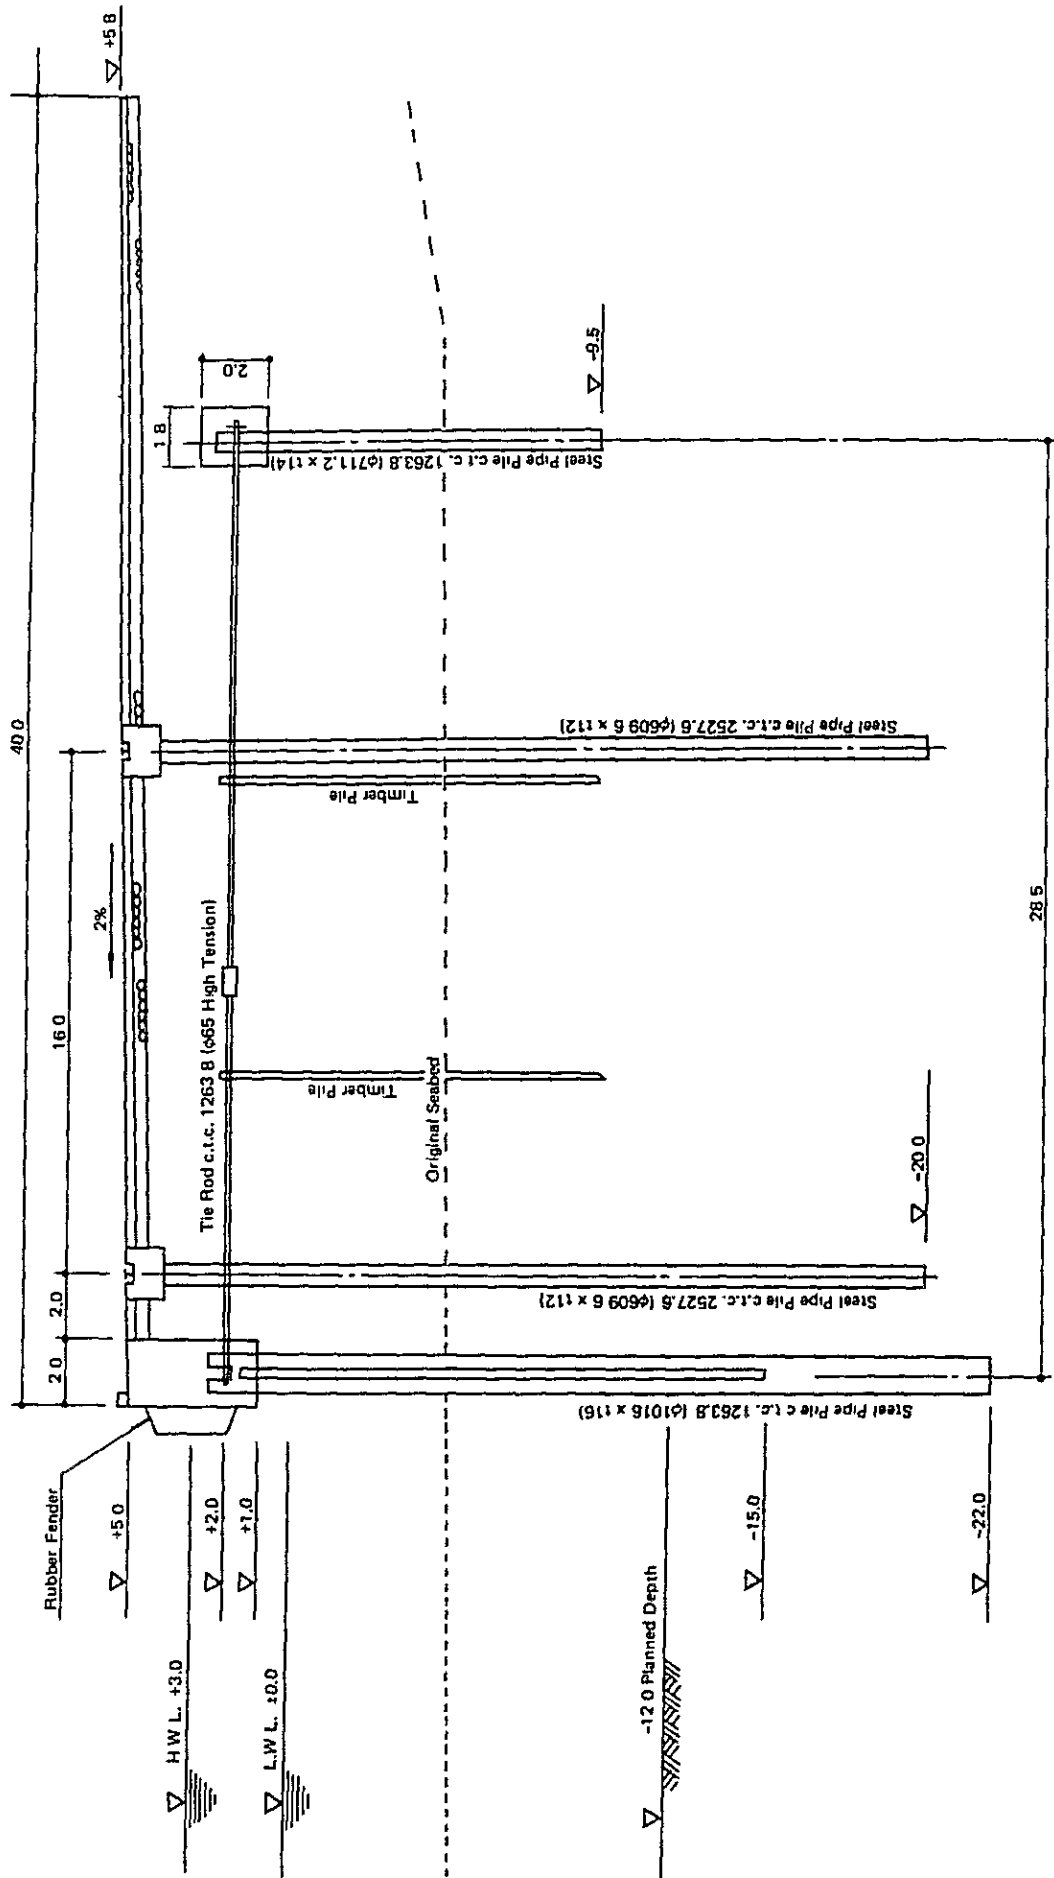 40.0
+5 8
2.0
2.0
16.0
2%
Rubber Fender
+5 0
H W L. +3.0
+2.0
+1.0
L.W L. ±0.0
Tie Rod c.t.c. 1263 8 (φ65 High Tension)
1 8
2.0
Timber Pile
Timber Pile
Original Seabed
-9.5
Steel Pipe Pile c.t.c. 1263.8 (φ711.2 x t14)
Steel Pipe Pile c.t.c. 2527.6 (φ609 6 x t12)
Steel Pipe Pile c.t.c. 2527.6 (φ609 6 x t12)
Steel Pipe Pile c t.c. 1263.8 (φ1016 x t16)
-12 0 Planned Depth
-15.0
-20 0
-22.0
28 5